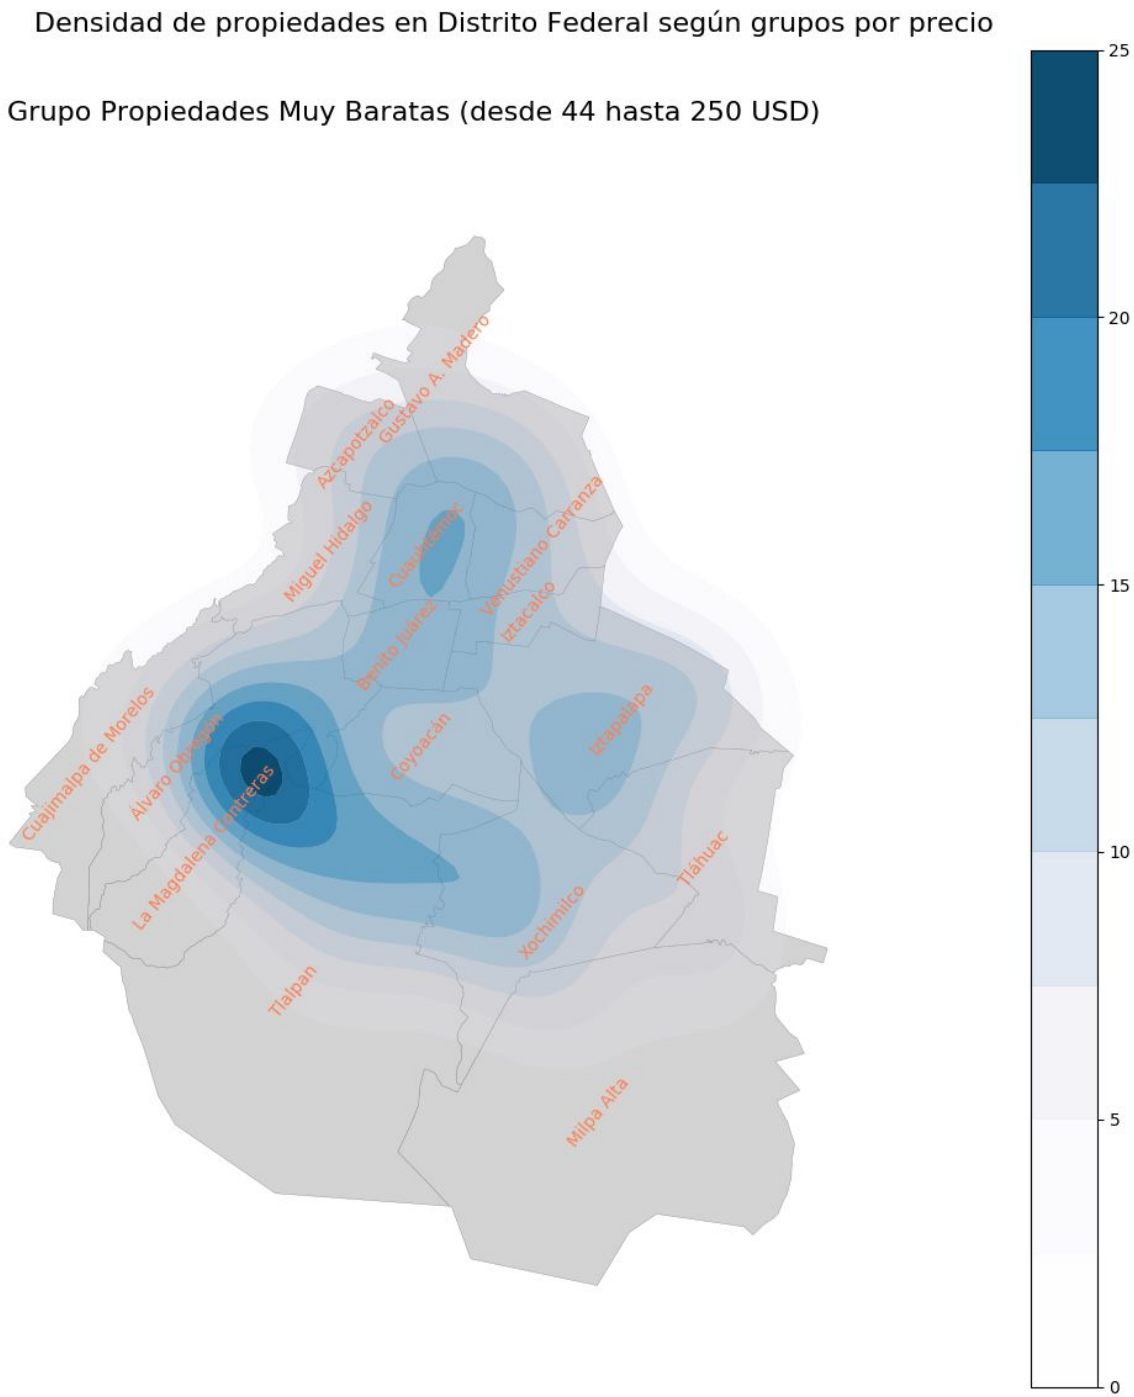 Densidad de propiedades en Distrito Federal según grupos por precio
Grupo Propiedades Muy Baratas (desde 44 hasta 250 USD)
25
20
15
10
5
0
Gustavo A. Madero
Azcapotzalco
Miguel Hidalgo
Cuauhtémoc
Venustiano Carranza
Iztacalco
Benito Juárez
Cuajimalpa de Morelos
Álvaro Obregón
Coyoacán
Iztapalapa
La Magdalena Contreras
Tláhuac
Xochimilco
Tlalpan
Milpa Alta